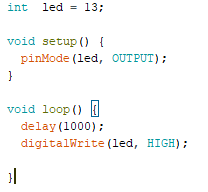 int  led = 13;
void setup() {
  pinMode(led, OUTPUT);
}
void loop() {
  delay(1000);
  digitalWrite(led, HIGH);
}